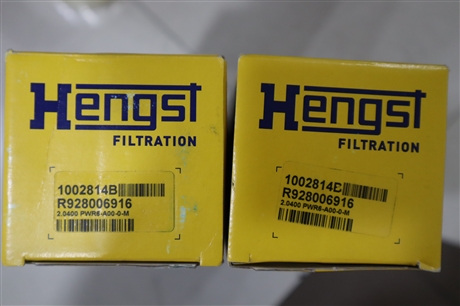 Hengst
FILTRATION
1002814B
R928006916
2.0400 PWR6-A00-0-M
Hengst
FILTRATION
1002814B
R928006916
2.0400 PWR6-A00-0-M